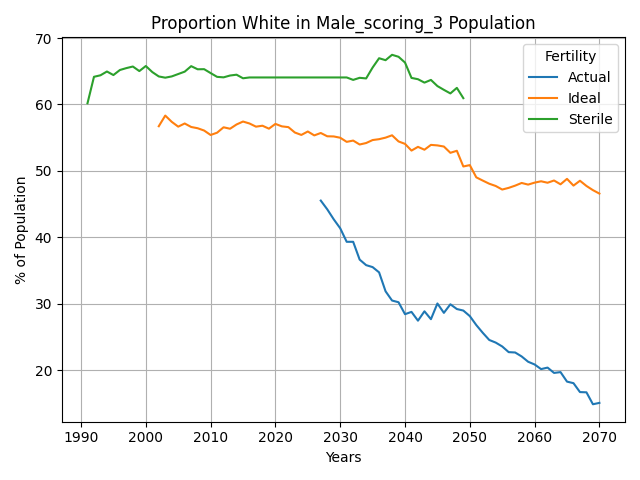 Proportion White in Male_scoring_3 Population
70
60
50
40
30
20
% of Population
1990 2000 2010 2020 2030 2040 2050 2060 2070
Years
Fertility
Actual
Ideal
Sterile